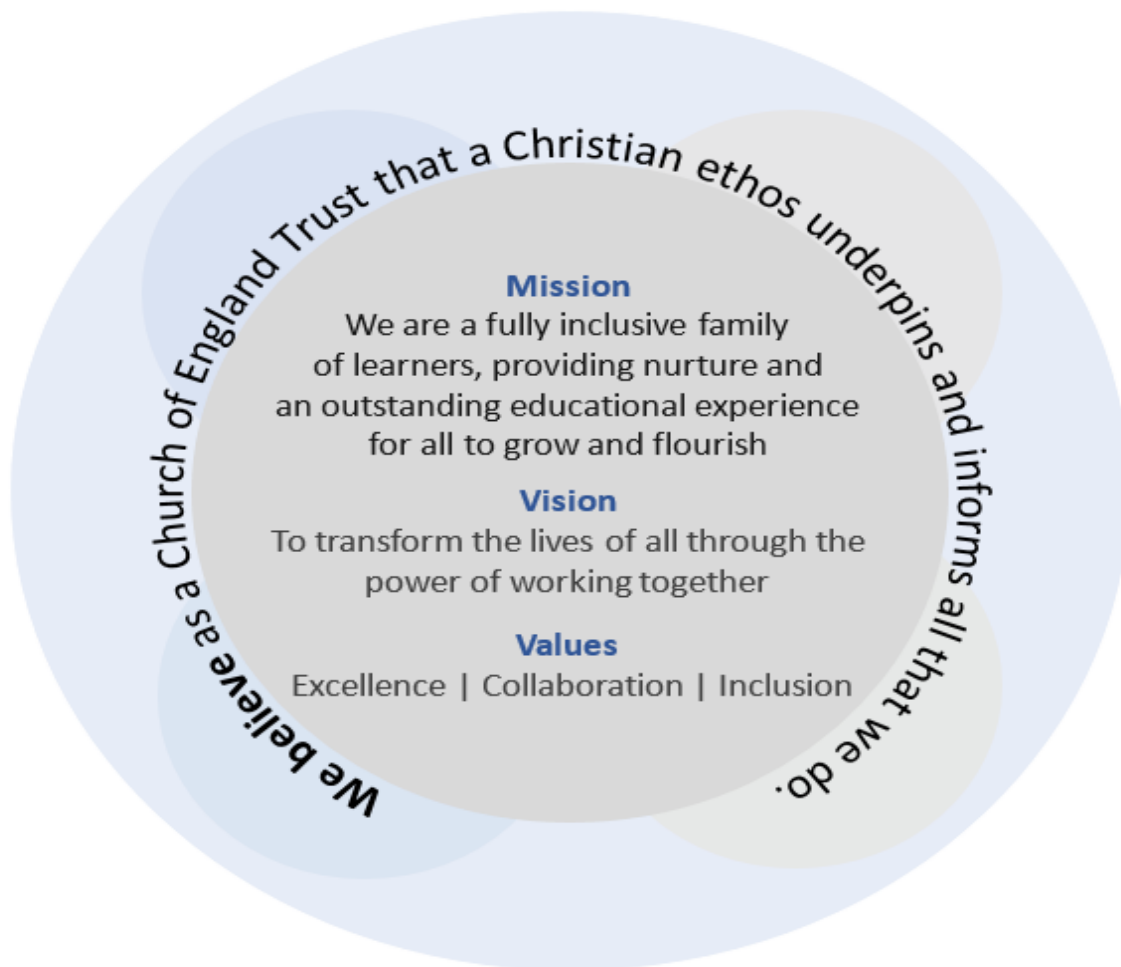 We believe as a Church of England Trust that a Christian ethos underpins and informs all that we do.
Mission
We are a fully inclusive family
of learners, providing nurture and
an outstanding educational experience
for all to grow and flourish
Vision
To transform the lives of all through the
power of working together
Values
Excellence | Collaboration | Inclusion